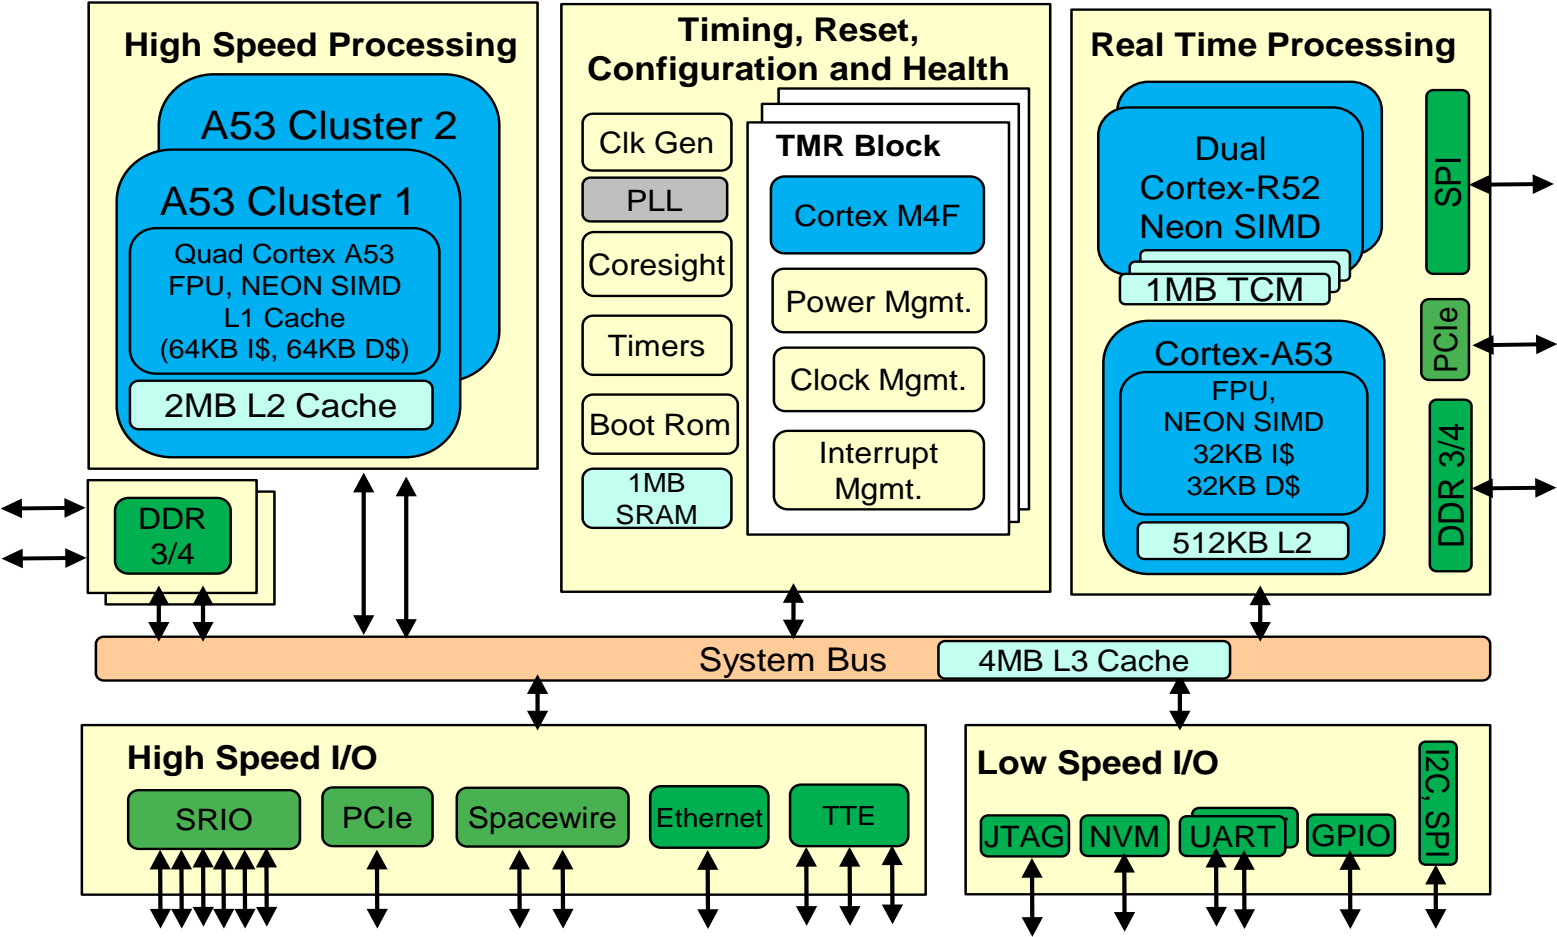 High Speed Processing
A53 Cluster 2
A53 Cluster 1
Quad Cortex A53
FPU, NEON SIMD
L1 Cache
(64KB I$, 64KB D$)
2MB L2 Cache
DDR
3/4
Timing, Reset,
Configuration and Health
Clk Gen
PLL
Coresight
Timers
Boot Rom
1MB
SRAM
TMR Block
Cortex M4F
Power Mgmt.
Clock Mgmt.
Interrupt
Mgmt.
Real Time Processing
Dual
Cortex-R52
Neon SIMD
1MB TCM
Cortex-A53
FPU,
NEON SIMD
32KB I$
32KB D$
512KB L2
SPI
PCIe
DDR 3/4
System Bus
4MB L3 Cache
High Speed I/O
SRIO
PCIe
Spacewire
Ethernet
TTE
Low Speed I/O
JTAG
NVM
UART
GPIO
I2C, SPI